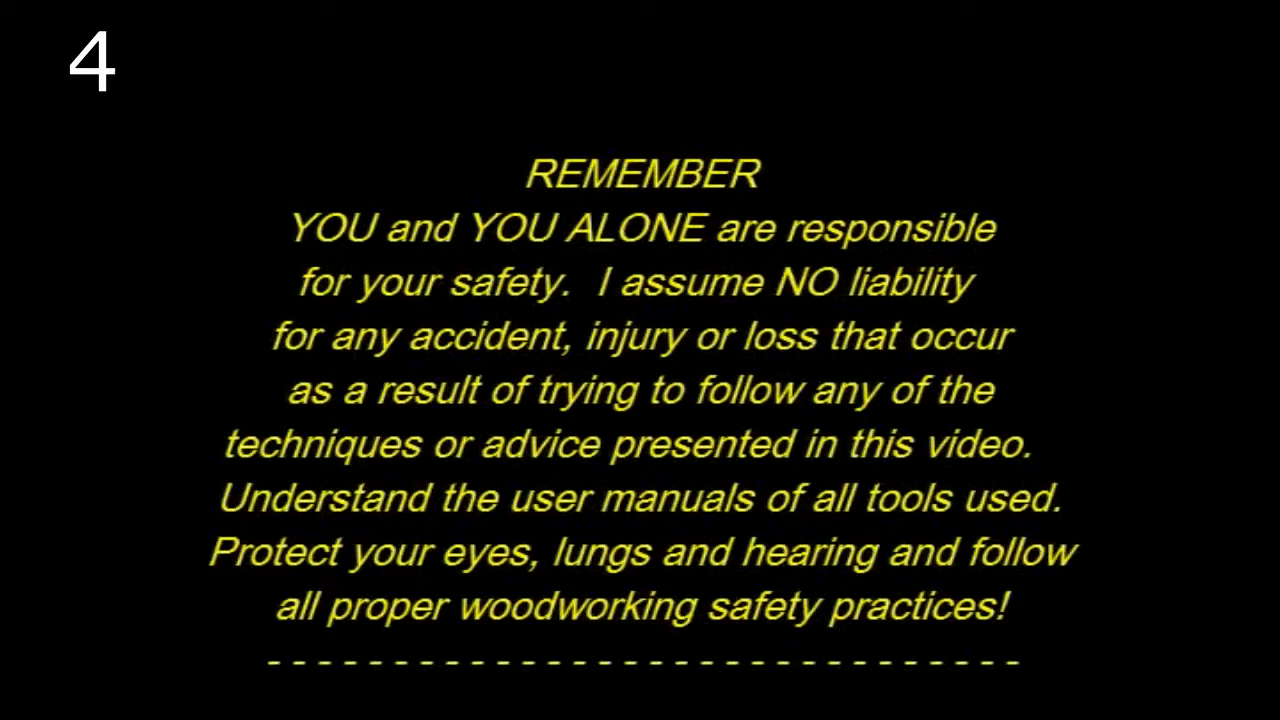 4
REMEMBER
YOU and YOU ALONE are responsible
for your safety.  I assume NO liability
for any accident, injury or loss that occur
as a result of trying to follow any of the
techniques or advice presented in this video.
Understand the user manuals of all tools used.
Protect your eyes, lungs and hearing and follow
all proper woodworking safety practices!
- - - - - - - - - - - - - - - - - - - - - - - - - - - - - -